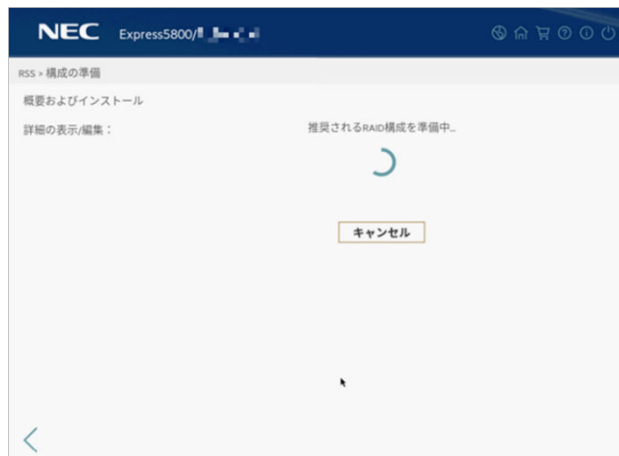 NEC Express5800/
RSS > 構成の準備
概要およびインストール
詳細の表示/編集：
推奨されるRAID構成を準備中...
キャンセル